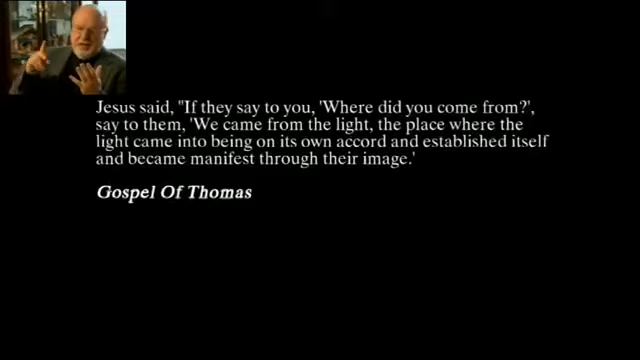 Jesus said, "If they say to you, 'Where did you come from?',
say to them, 'We came from the light, the place where the
light came into being on its own accord and established itself
and became manifest through their image.'
Gospel Of Thomas